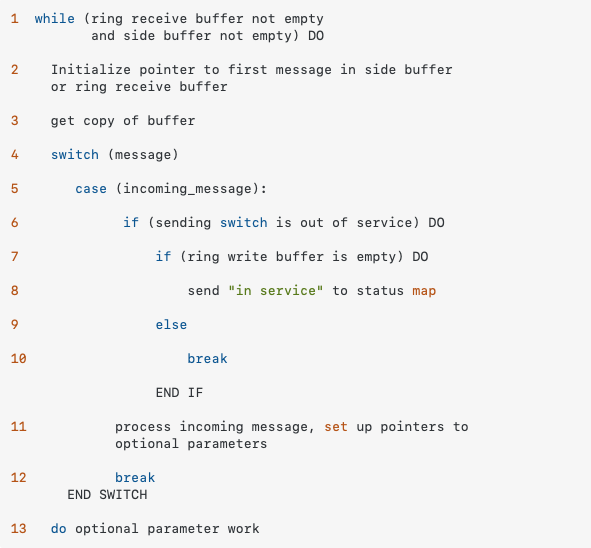 1  while (ring receive buffer not empty
          and side buffer not empty) DO
2    Initialize pointer to first message in side buffer
     or ring receive buffer
3    get copy of buffer
4    switch (message)
5       case (incoming_message):
6             if (sending switch is out of service) DO
7                 if (ring write buffer is empty) DO
8                     send "in service" to status map
9                 else
10                    break
                  END IF
11           process incoming message, set up pointers to
             optional parameters
12           break
       END SWITCH
13   do optional parameter work